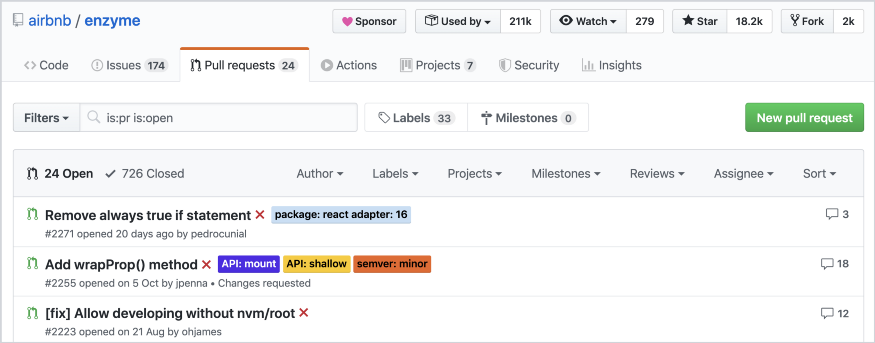 airbnb / enzyme Sponsor Used by 211k Watch 279 Star 18.2k Fork 2k
Code Issues 174 Pull requests 24 Actions Projects 7 Security Insights
Filters is:pr is:open Labels 33 Milestones 0 New pull request
24 Open 726 Closed Author Labels Projects Milestones Reviews Assignee Sort
Remove always true if statement package: react adapter: 16 3
#2271 opened 20 days ago by pedrocunial
Add wrapProp() method API: mount API: shallow semver: minor 18
#2255 opened on 5 Oct by jpenna • Changes requested
[fix] Allow developing without nvm/root 12
#2223 opened on 21 Aug by ohjames